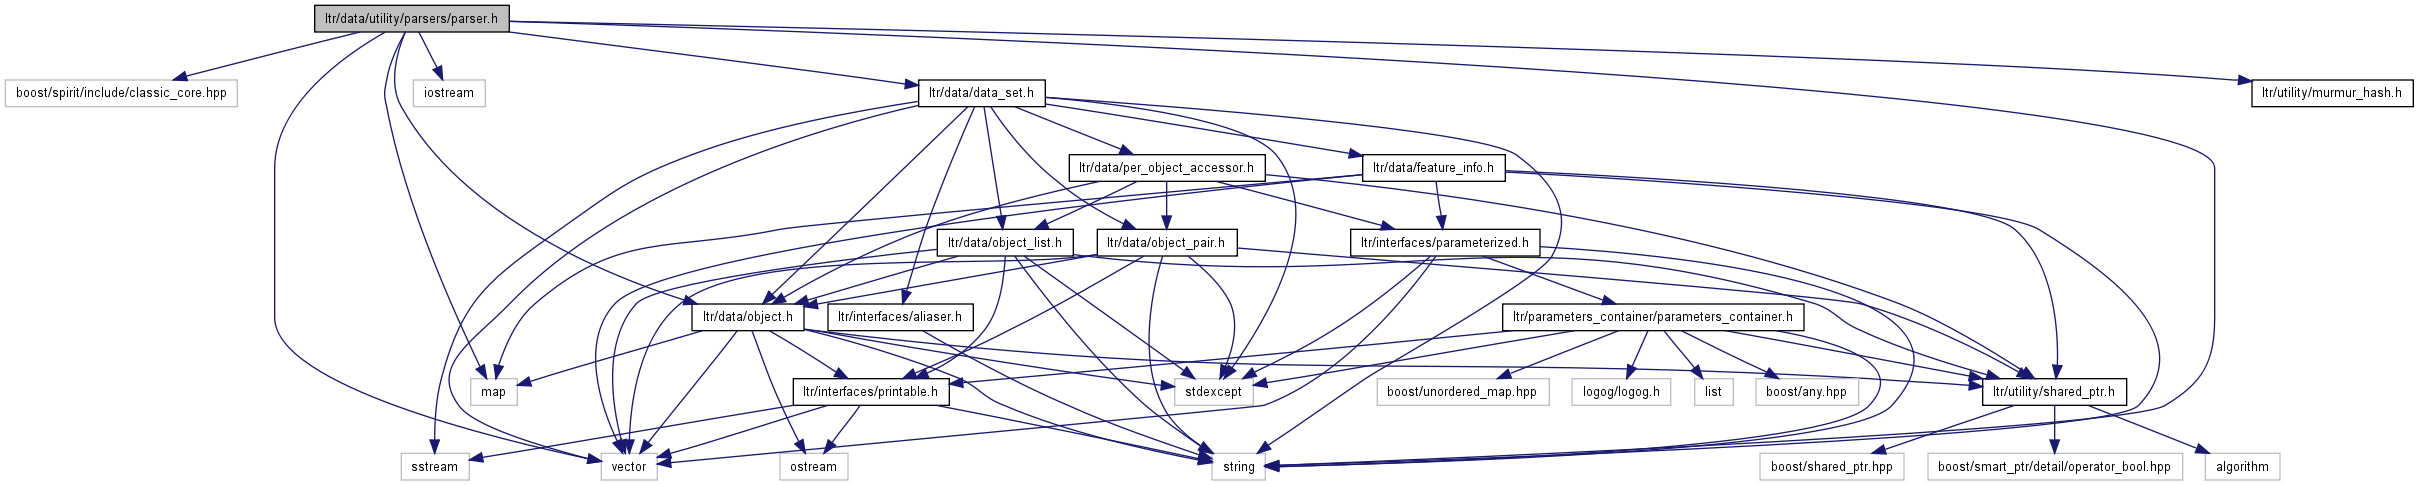 ltr/data/utility/parsers/parser.h
boost/spirit/include/classic_core.hpp
iostream
ltr/data/data_set.h
ltr/utility/murmur_hash.h
ltr/data/per_object_accessor.h
ltr/data/feature_info.h
ltr/data/object_list.h
ltr/data/object_pair.h
ltr/interfaces/parameterized.h
ltr/data/object.h
ltr/interfaces/aliaser.h
ltr/parameters_container/parameters_container.h
map
ltr/interfaces/printable.h
stdexcept
boost/unordered_map.hpp
logog/logog.h
list
boost/any.hpp
ltr/utility/shared_ptr.h
sstream
vector
ostream
string
boost/shared_ptr.hpp
boost/smart_ptr/detail/operator_bool.hpp
algorithm